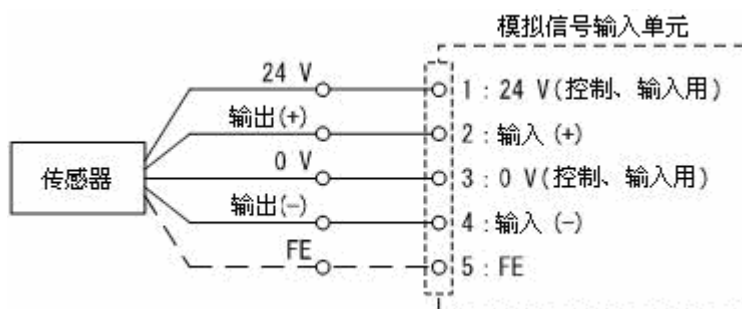 模拟信号输入单元
24 V
1 : 24 V(控制、输入用)
输出(+)
2 : 输入 (+)
传感器
0 V
3 : 0 V(控制、输入用)
输出(-)
4 : 输入 (-)
FE
5 : FE